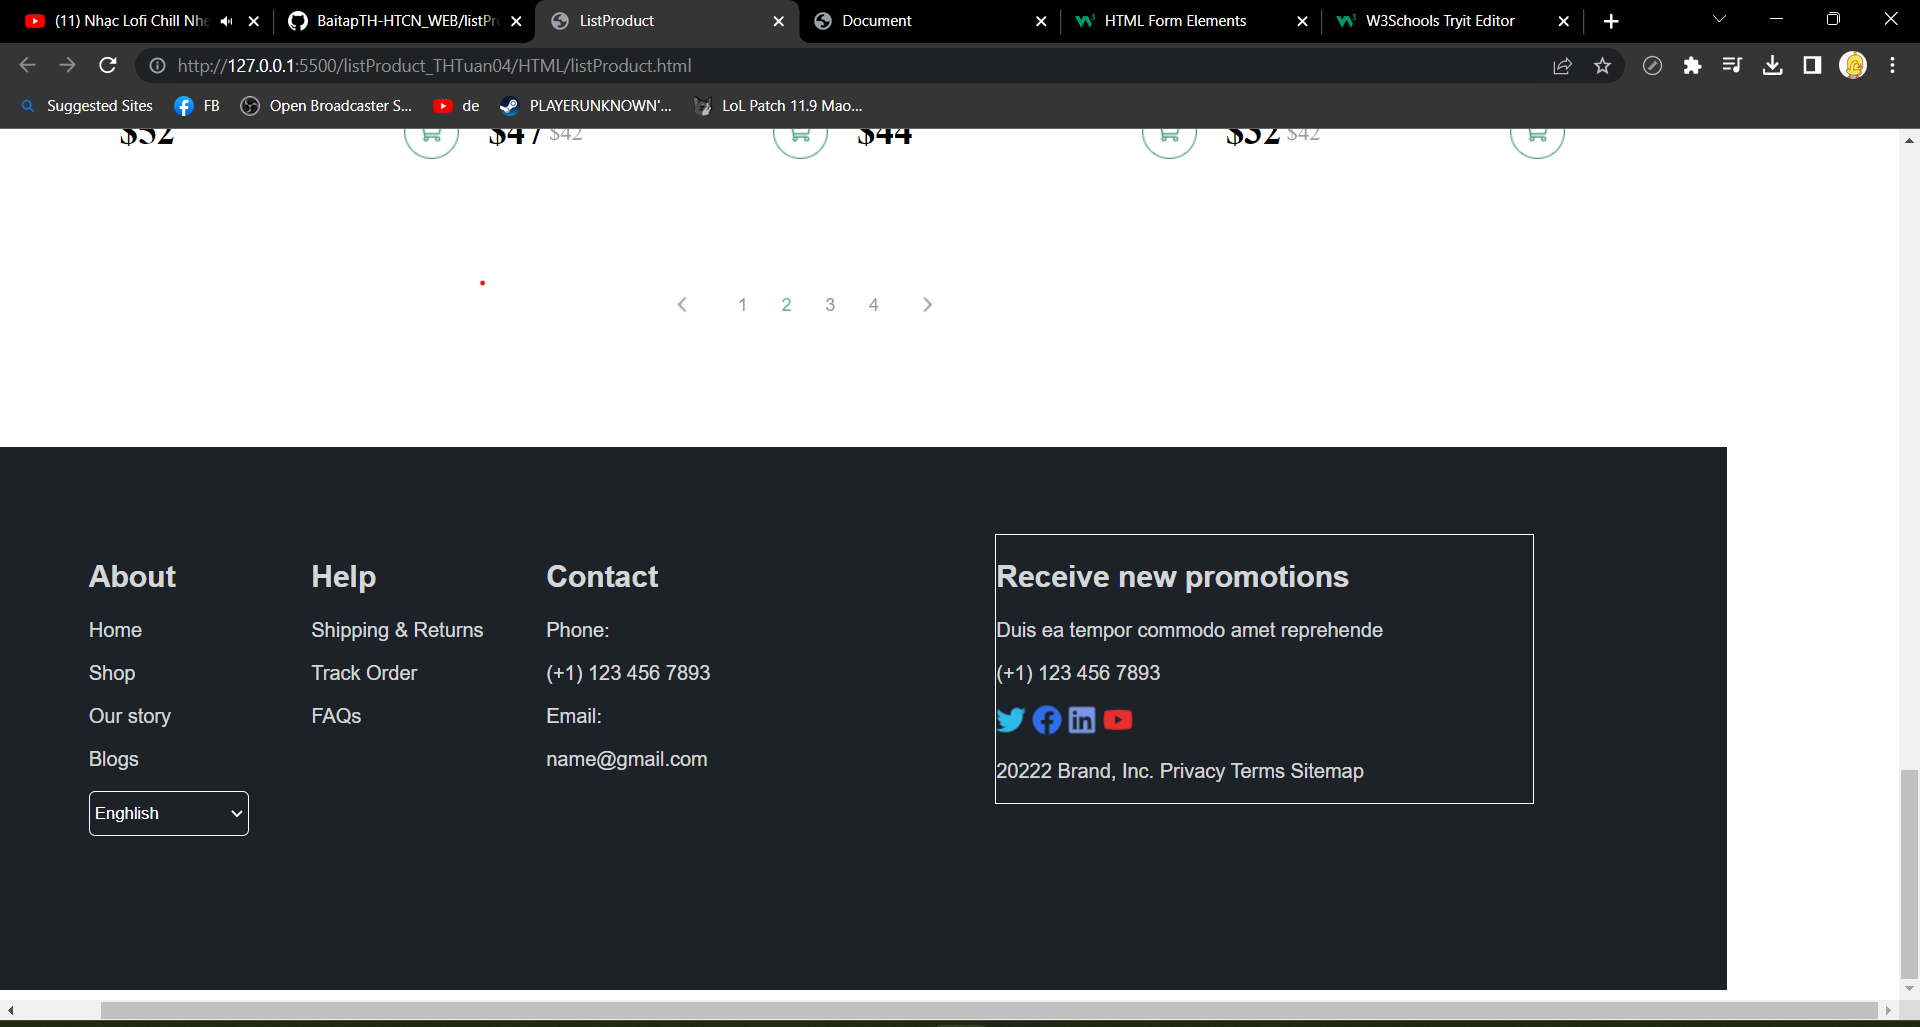 (11) Nhạc Lofi Chill Nhẹ
BaitapTH-HTCN_WEB/listPr
ListProduct
Document
HTML Form Elements
W3Schools Tryit Editor
http://127.0.0.1:5500/listProduct_THTuan04/HTML/listProduct.html
Suggested Sites FB Open Broadcaster S... de PLAYERUNKNOWN'... LoL Patch 11.9 Mao...
$52 $47 $42 $44 $32 $42
1 2 3 4
About
Home
Shop
Our story
Blogs
Enghlish
Help
Shipping & Returns
Track Order
FAQs
Contact
Phone:
(+1) 123 456 7893
Email:
name@gmail.com
Receive new promotions
Duis ea tempor commodo amet reprehende
(+1) 123 456 7893
in
20222 Brand, Inc. Privacy Terms Sitemap